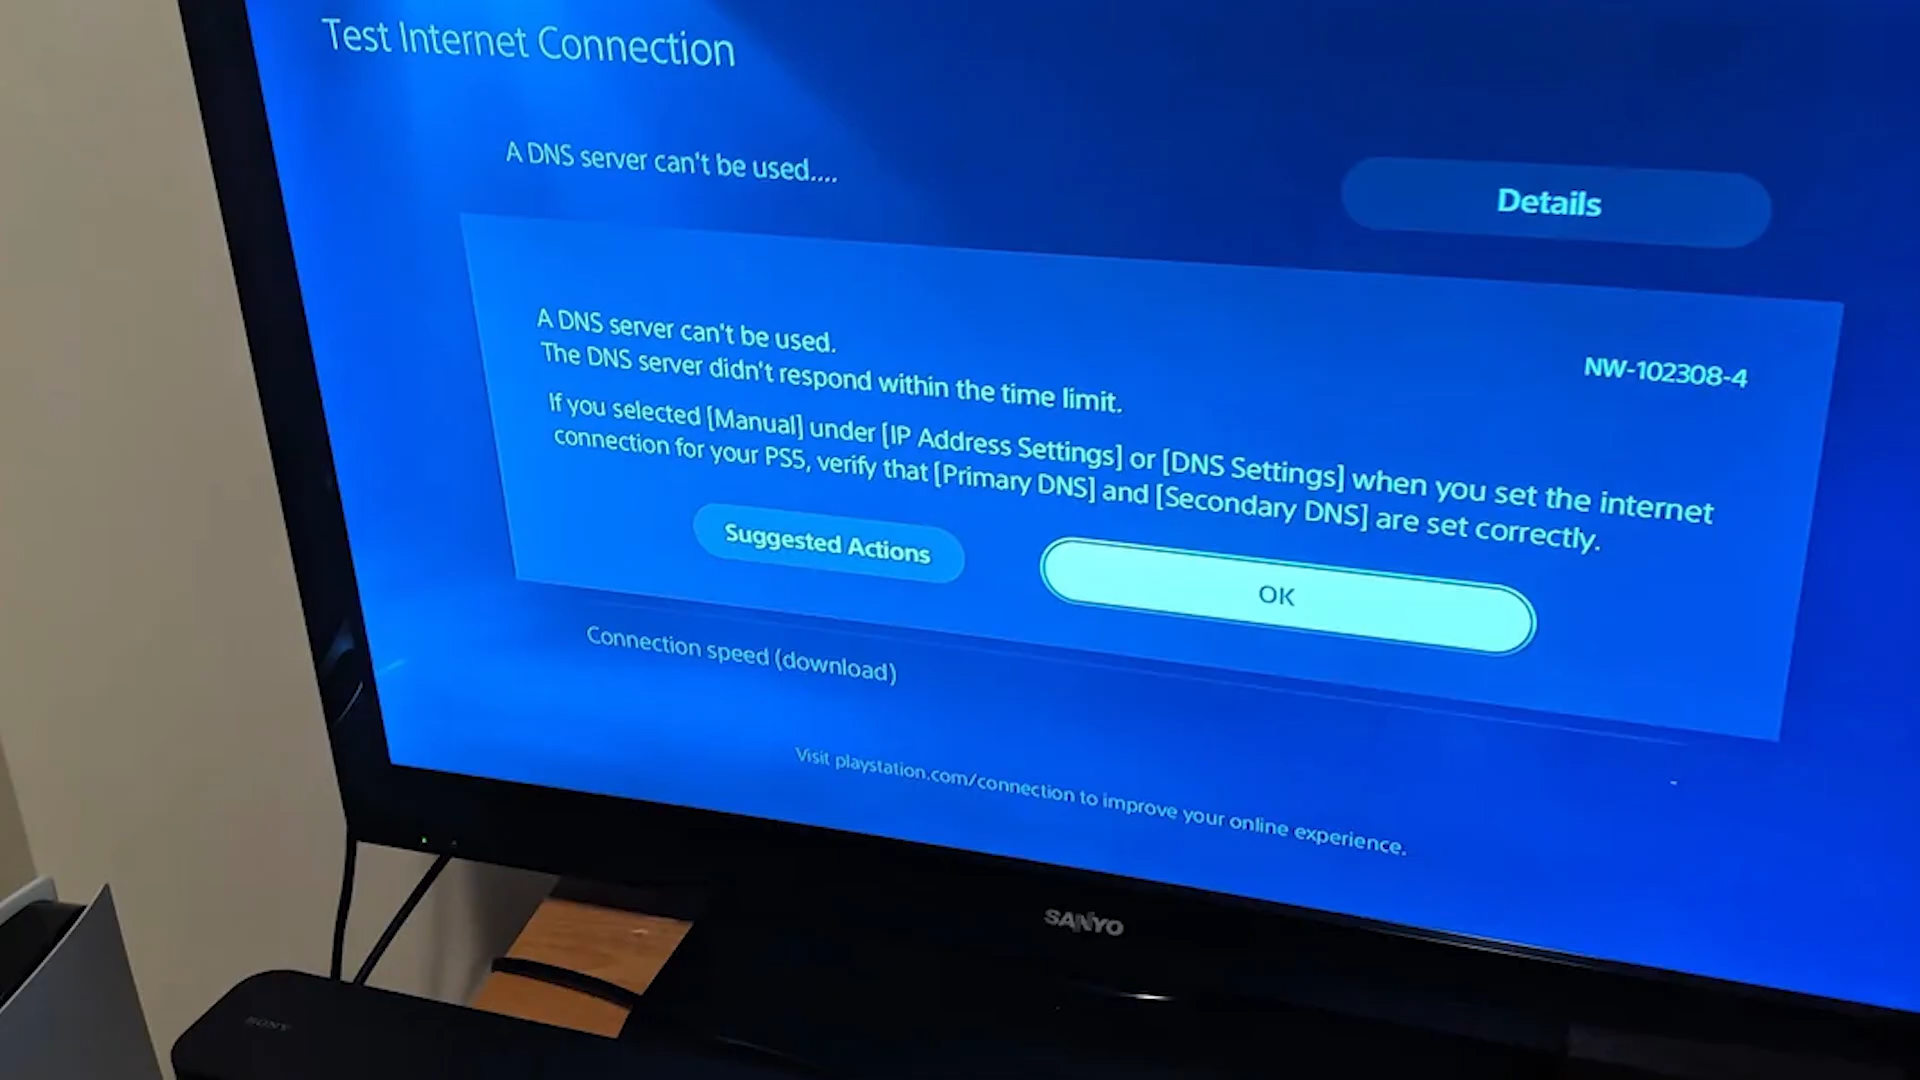 Test Internet Connection
A DNS server can't be used....
Details
A DNS server can't be used.
The DNS server didn't respond within the time limit.
NW-102308-4
If you selected [Manual] under [IP Address Settings] or [DNS Settings] when you set the internet
connection for your PS5, verify that [Primary DNS] and [Secondary DNS] are set correctly.
Suggested Actions
OK
Connection speed (download)
-
Visit playstation.com/connection to improve your online experience.
SANYO
SONY